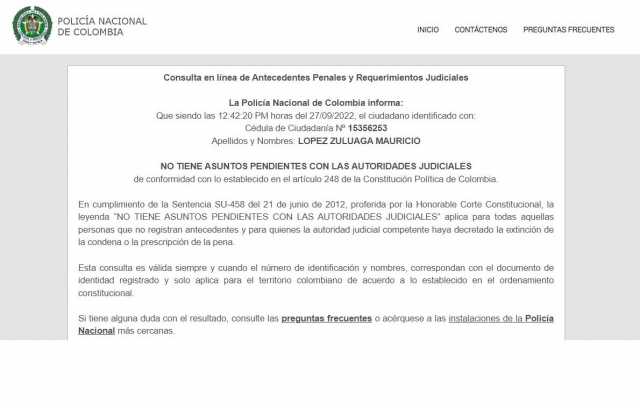 POLICÍA NACIONAL
DE COLOMBIA
INICIO CONTÁCTENOS PREGUNTAS FRECUENTES
Consulta en línea de Antecedentes Penales y Requerimientos Judiciales
La Policía Nacional de Colombia informa:
Que siendo las 12:42:20 PM horas del 27/09/2022, el ciudadano identificado con:
Cédula de Ciudadanía Nº 15356253
Apellidos y Nombres: LOPEZ ZULUAGA MAURICIO
NO TIENE ASUNTOS PENDIENTES CON LAS AUTORIDADES JUDICIALES
de conformidad con lo establecido en el artículo 248 de la Constitución Política de Colombia.
En cumplimiento de la Sentencia SU-458 del 21 de junio de 2012, proferida por la Honorable Corte Constitucional, la
leyenda "NO TIENE ASUNTOS PENDIENTES CON LAS AUTORIDADES JUDICIALES" aplica para todas aquellas
personas que no registran antecedentes y para quienes la autoridad judicial competente haya decretado la extinción de
la condena o la prescripción de la pena.
Esta consulta es válida siempre y cuando el número de identificación y nombres, correspondan con el documento de
identidad registrado y solo aplica para el territorio colombiano de acuerdo a lo establecido en el ordenamiento
constitucional.
Si tiene alguna duda con el resultado, consulte las preguntas frecuentes o acérquese a las instalaciones de la Policía
Nacional más cercanas.